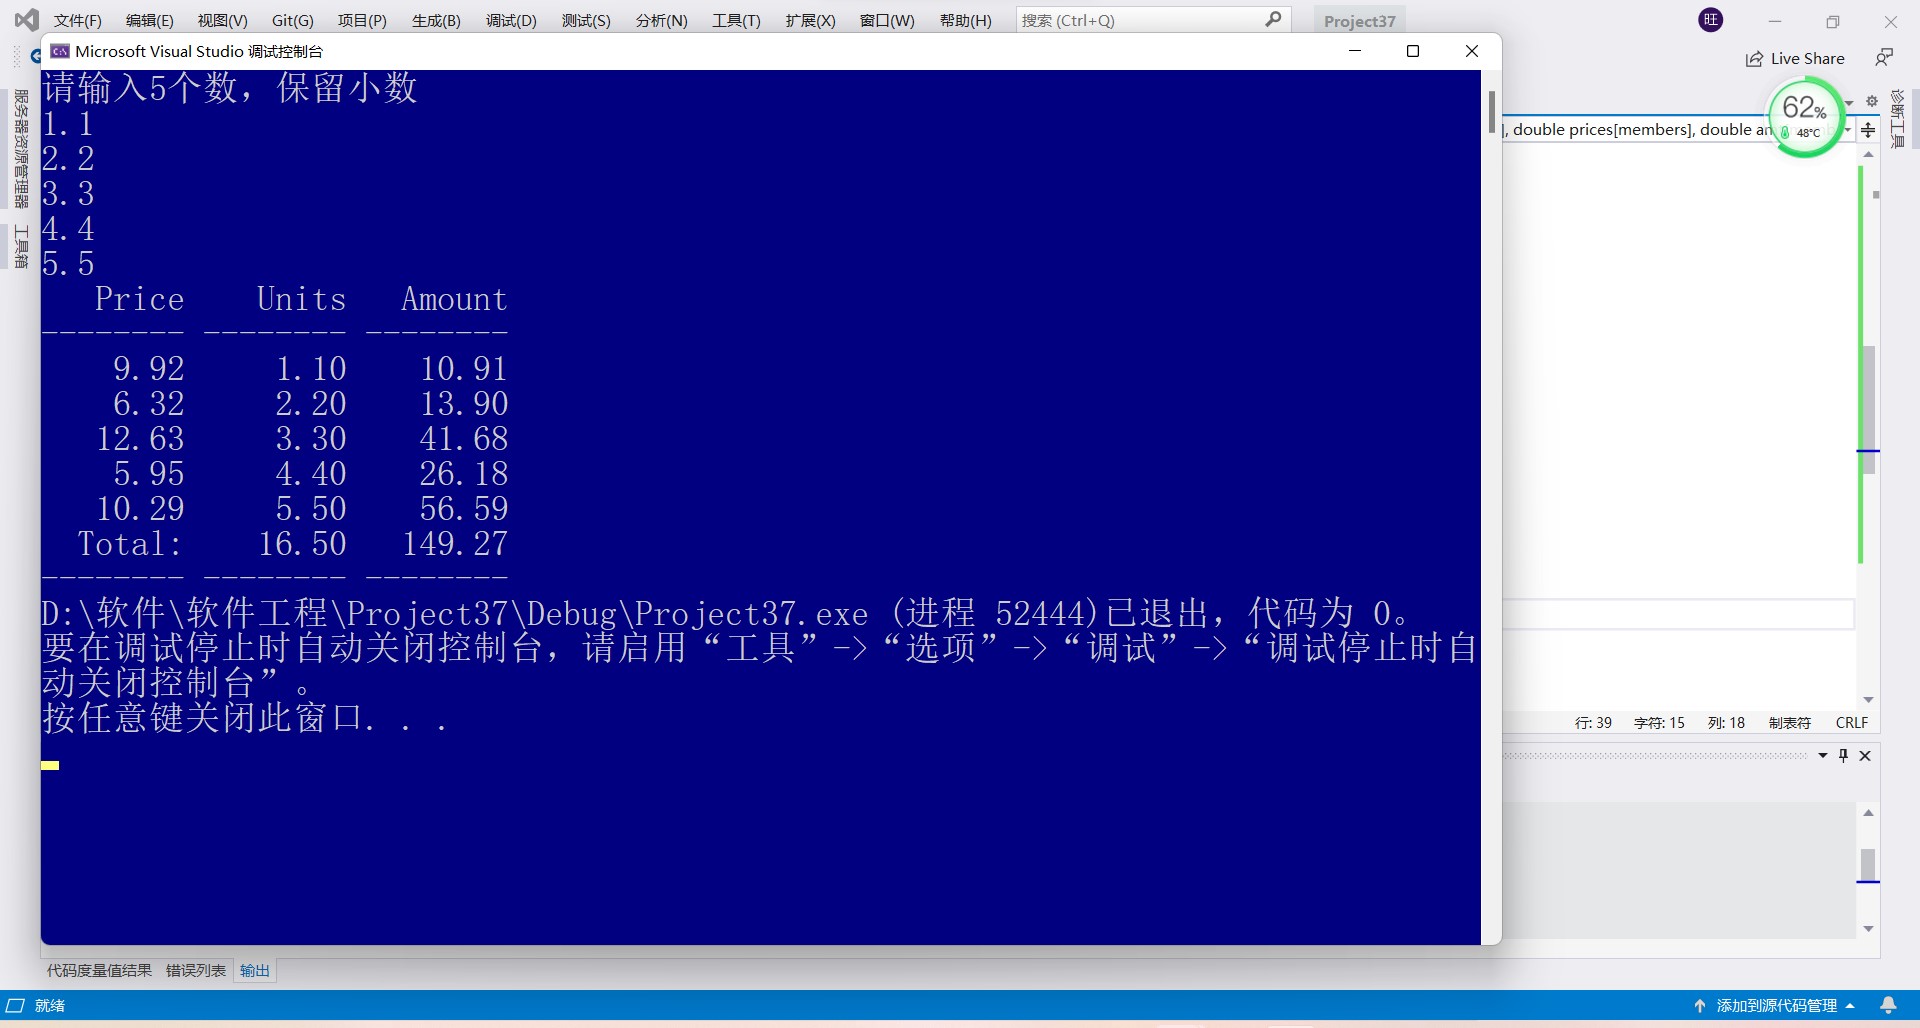 文件(F) 编辑(E) 视图(V) Git(G) 项目(P) 生成(B) 调试(D) 测试(S) 分析(N) 工具(T) 扩展(X) 窗口(W) 帮助(H) 搜索 (Ctrl+Q) Project37 旺
Microsoft Visual Studio 调试控制台
Live Share
服务器资源管理器
工具箱
诊断工具
62%
48°C
], double prices[members], double am
请输入5个数，保留小数
1.1
2.2
3.3
4.4
5.5
Price Units Amount
-------- -------- --------
9.92 1.10 10.91
6.32 2.20 13.90
12.63 3.30 41.68
5.95 4.40 26.18
10.29 5.50 56.59
Total: 16.50 149.27
-------- -------- --------
D:\软件\软件工程\Project37\Debug\Project37.exe (进程 52444)已退出，代码为 0。
要在调试停止时自动关闭控制台，请启用“工具”->“选项”->“调试”->“调试停止时自
动关闭控制台”。
按任意键关闭此窗口. . .
行: 39 字符: 15 列: 18 制表符 CRLF
代码度量值结果 错误列表 输出
就绪 添加到源代码管理